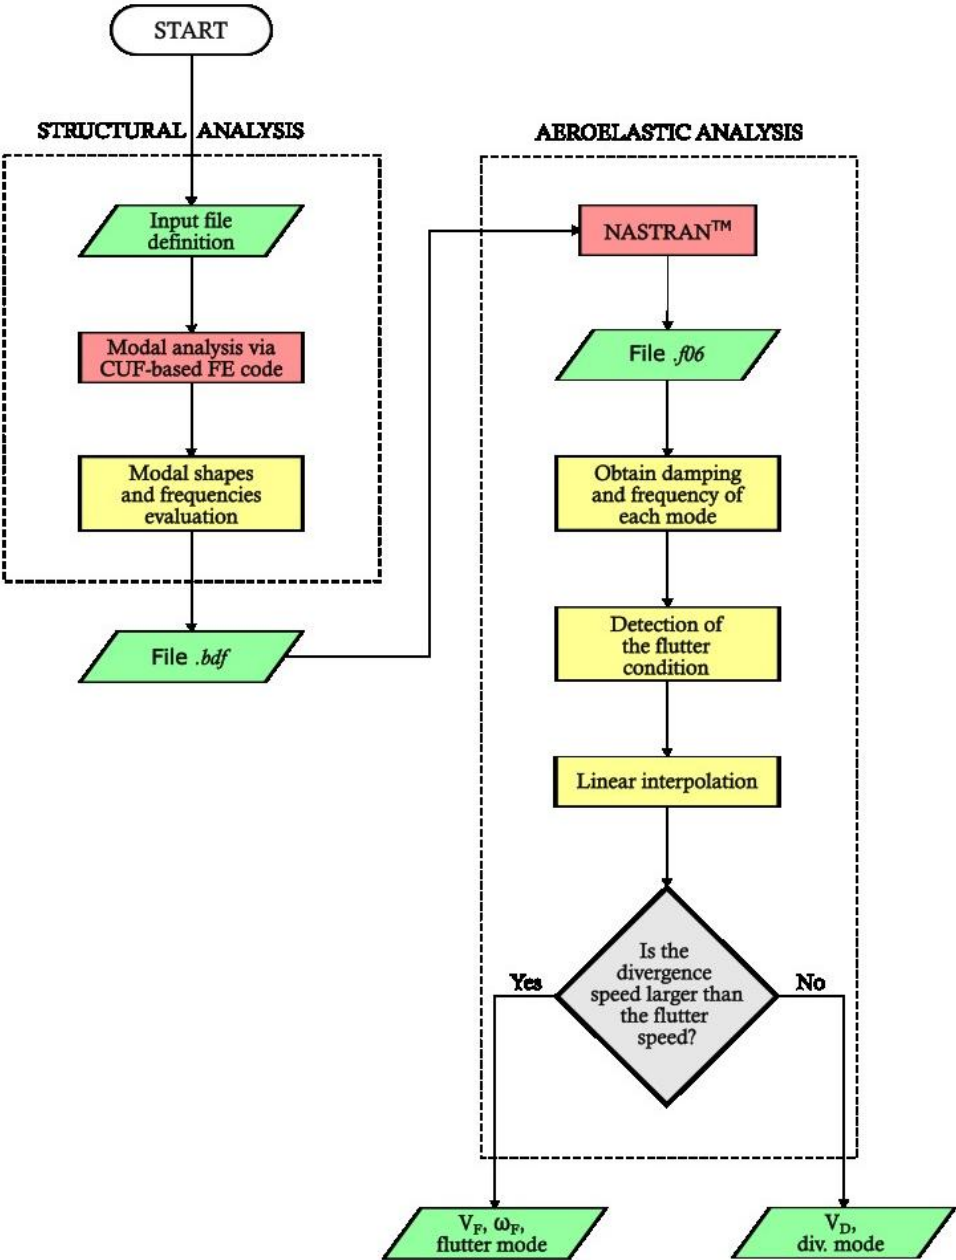 START
STRUCTURAL ANALYSIS
Input file
definition
Modal analysis via
CUF-based FE code
Modal shapes
and frequencies
evaluation
File .bdf
AEROELASTIC ANALYSIS
NASTRAN™
File .f06
Obtain damping
and frequency of
each mode
Detection of
the flutter
condition
Linear interpolation
Is the
divergence
speed larger than
the flutter
speed?
Yes
No
V_F, ω_F,
flutter mode
V_D,
div. mode